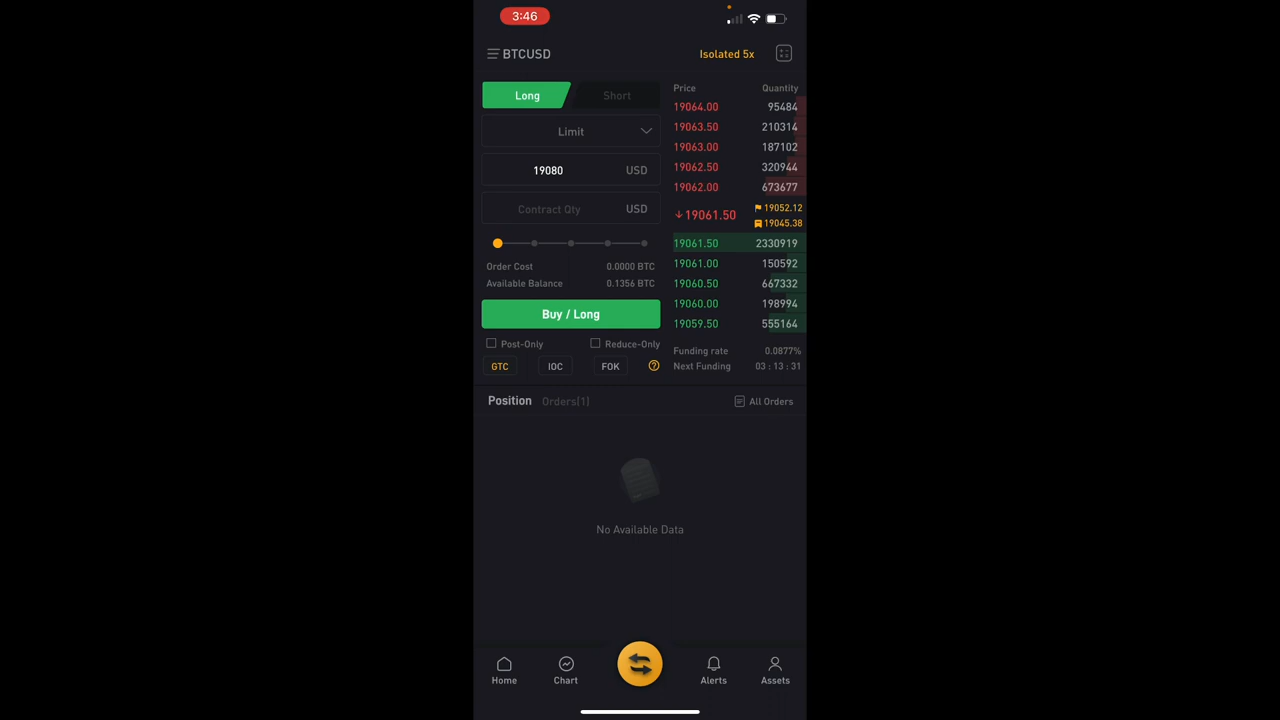 3:46
BTCUSD
Isolated 5x
Long
Short
Limit
19080 USD
Contract Qty USD
Order Cost 0.0000 BTC
Available Balance 0.1356 BTC
Buy / Long
Post-Only
Reduce-Only
GTC
IOC
FOK
Price Quantity
19064.00 95484
19063.50 210314
19063.00 187102
19062.50 320944
19062.00 673677
19061.50
19052.12
19045.38
19061.50 2330919
19061.00 150592
19060.50 667332
19060.00 198994
19059.50 555164
Funding rate 0.0877%
Next Funding 03 : 13 : 31
Position
Orders(1)
All Orders
No Available Data
Home
Chart
Alerts
Assets